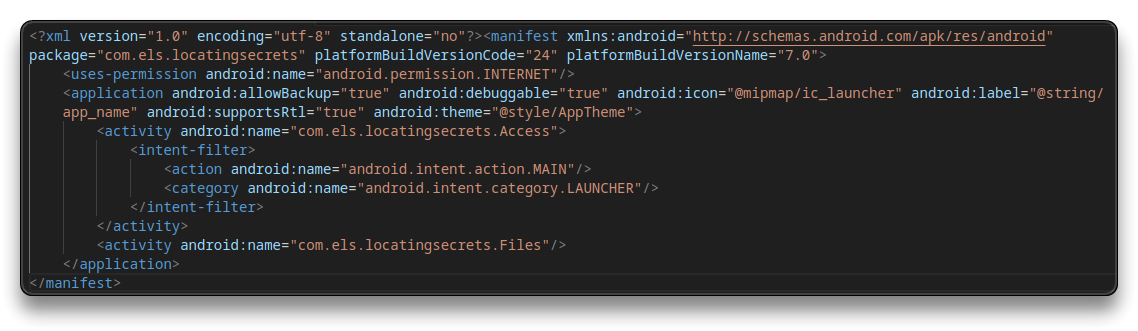 <?xml version="1.0" encoding="utf-8" standalone="no"?><manifest xmlns:android="http://schemas.android.com/apk/res/android"
package="com.els.locatingsecrets" platformBuildVersionCode="24" platformBuildVersionName="7.0">
<uses-permission android:name="android.permission.INTERNET"/>
<application android:allowBackup="true" android:debuggable="true" android:icon="@mipmap/ic_launcher" android:label="@string/
app_name" android:supportsRtl="true" android:theme="@style/AppTheme">
<activity android:name="com.els.locatingsecrets.Access">
<intent-filter>
<action android:name="android.intent.action.MAIN"/>
<category android:name="android.intent.category.LAUNCHER"/>
</intent-filter>
</activity>
<activity android:name="com.els.locatingsecrets.Files"/>
</application>
</manifest>